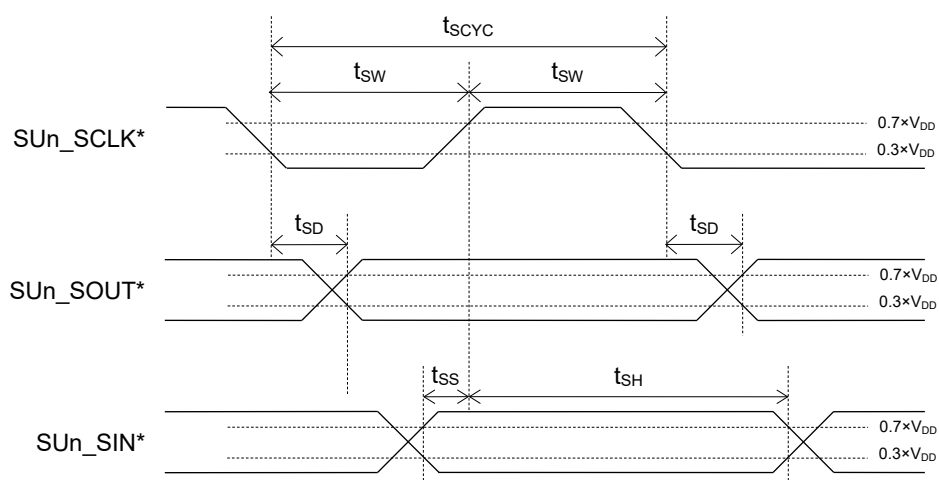 tSCYC
tSW tSW
SUn_SCLK*
0.7×VDD
0.3×VDD
tSD tSD
SUn_SOUT*
0.7×VDD
0.3×VDD
tSS tSH
SUn_SIN*
0.7×VDD
0.3×VDD